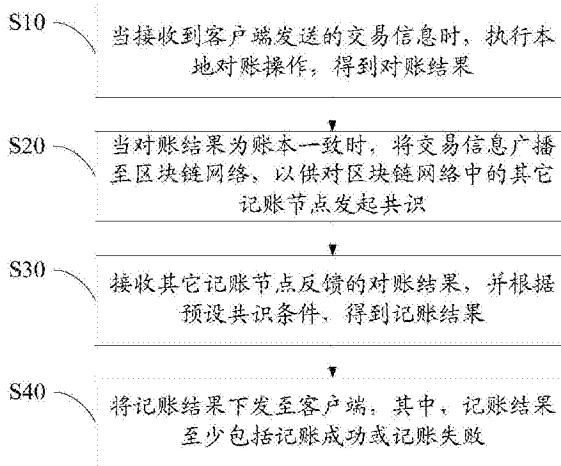 S10
当接收到客户端发送的交易信息时，执行本
地对账操作，得到对账结果
S20
当对账结果为账本一致时，将交易信息广播
至区块链网络，以供对区块链网络中的其它
记账节点发起共识
S30
接收其它记账节点反馈的对账结果，并根据
预设共识条件，得到记账结果
S40
将记账结果下发至客户端，其中，记账结果
至少包括记账成功或记账失败